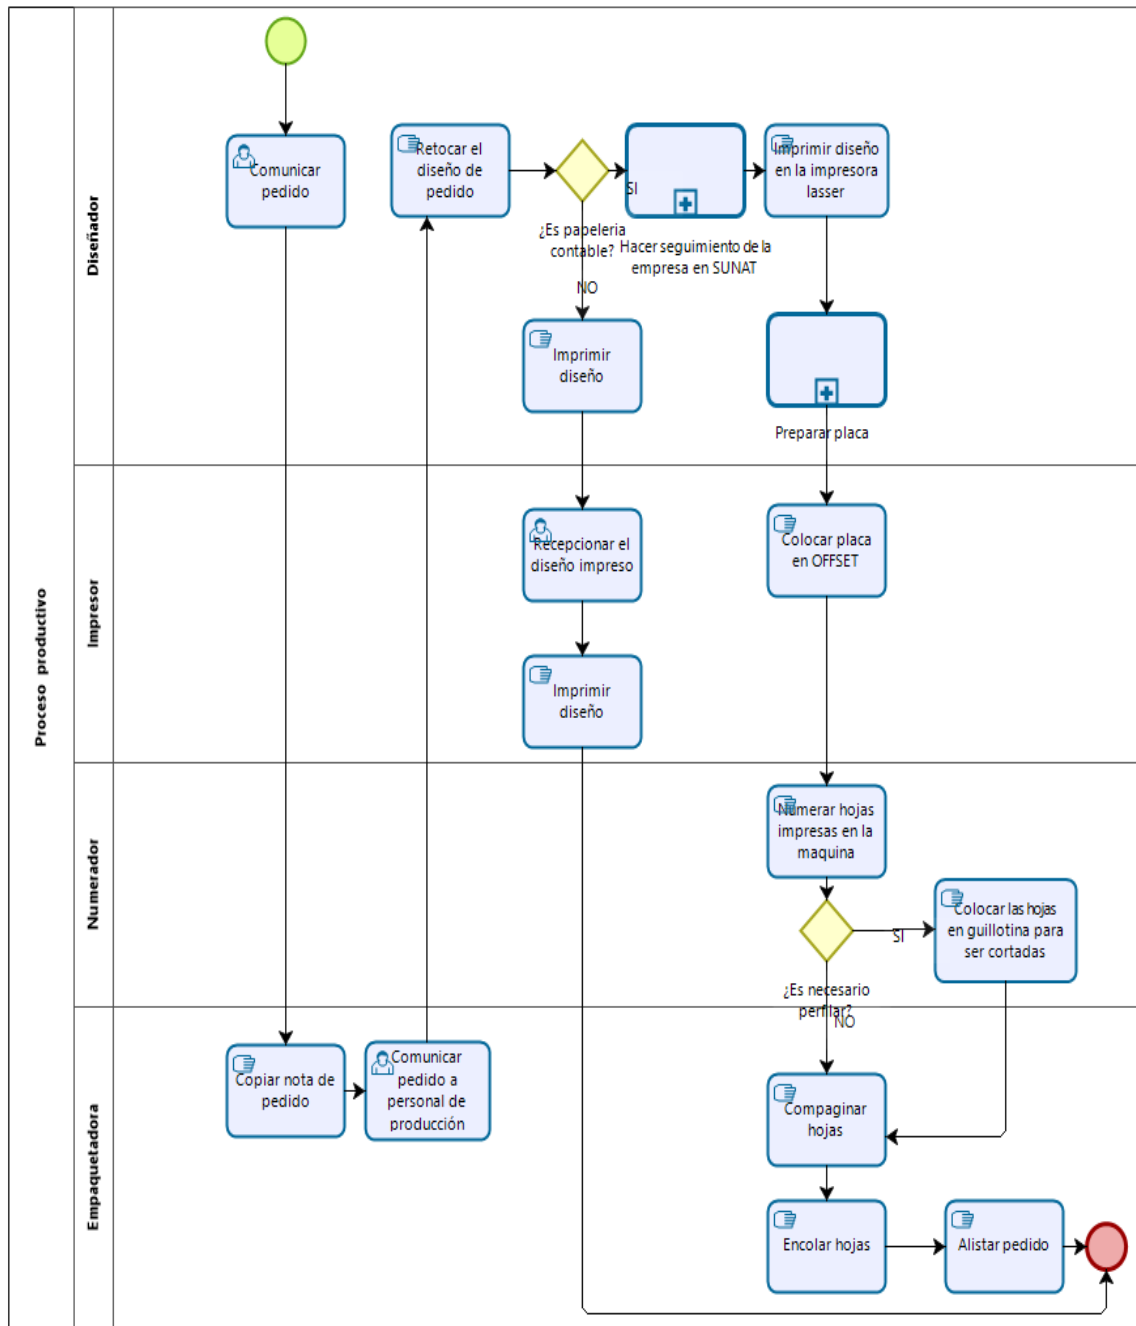 Proceso productivo
Diseñador
Comunicar
pedido
Retocar el
diseño de
pedido
¿Es papeleria
contable?
SI
NO
Hacer seguimiento de la
empresa en SUNAT
Imprimir diseño
en la impresora
lasser
Imprimir
diseño
Preparar placa
Impresor
Recepcionar el
diseño impreso
Colocar placa
en OFFSET
Imprimir
diseño
Numerador
Numerar hojas
impresas en la
maquina
¿Es necesario
perfilar?
SI
NO
Colocar las hojas
en guillotina para
ser cortadas
Empaquetadora
Copiar nota de
pedido
Comunicar
pedido a
personal de
producción
Compaginar
hojas
Encolar hojas
Alistar pedido